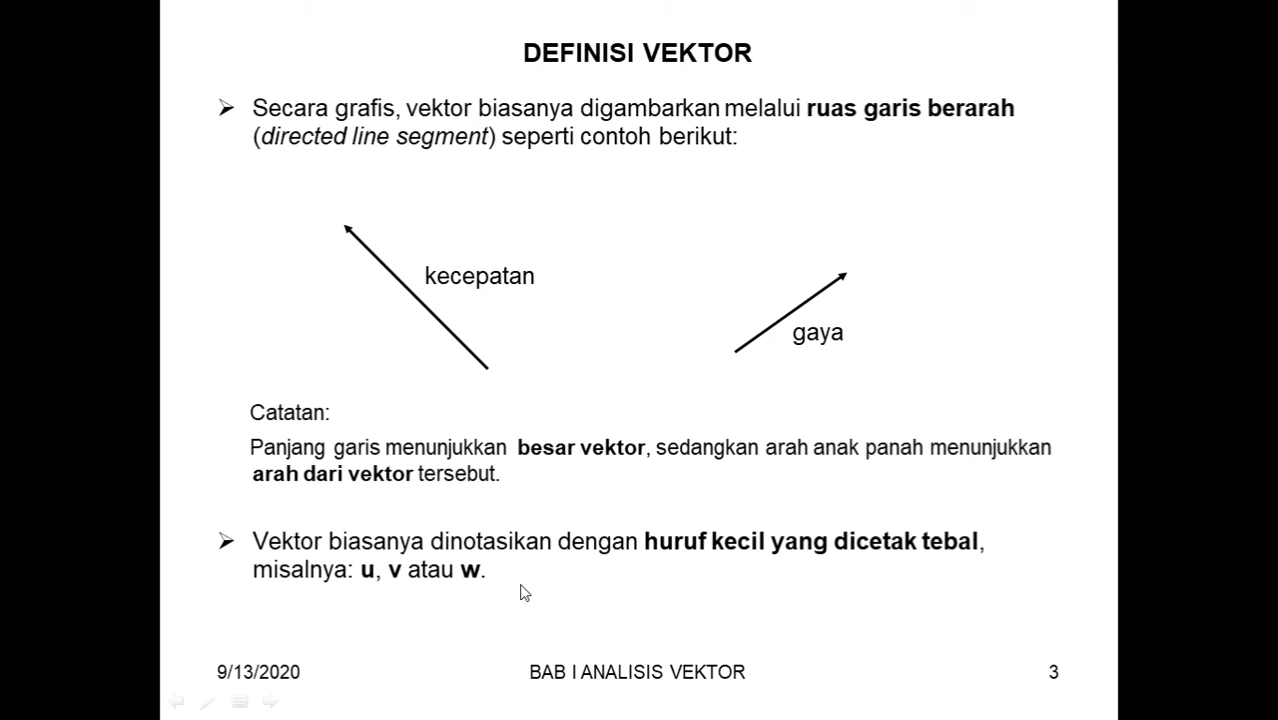 DEFINISI VEKTOR
Secara grafis, vektor biasanya digambarkan melalui ruas garis berarah
(directed line segment) seperti contoh berikut:
kecepatan
gaya
Catatan:
Panjang garis menunjukkan besar vektor, sedangkan arah anak panah menunjukkan
arah dari vektor tersebut.
Vektor biasanya dinotasikan dengan huruf kecil yang dicetak tebal,
misalnya: u, v atau w.
9/13/2020 BAB I ANALISIS VEKTOR 3